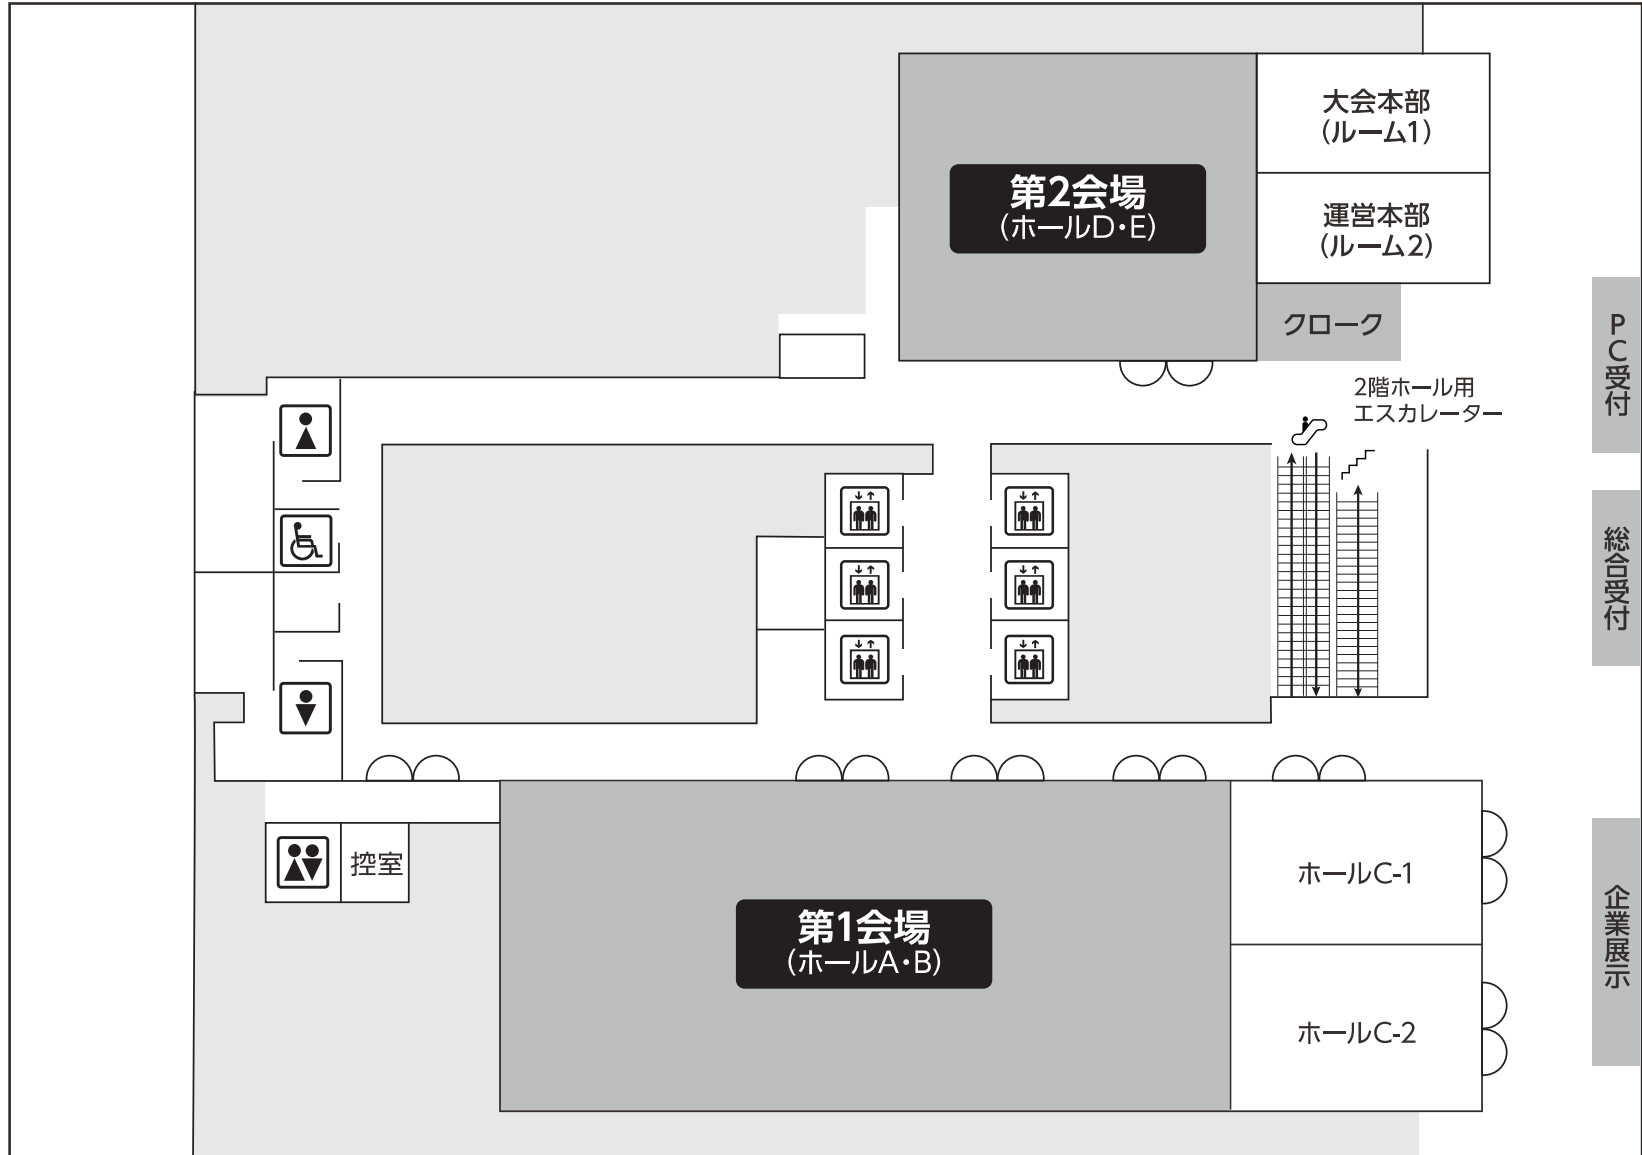 大会本部
(ルーム1)
第2会場
(ホールD・E)
運営本部
(ルーム2)
クローク
PC受付
2階ホール用
エスカレーター
総合受付
控室
ホールC-1
第1会場
(ホールA・B)
企業展示
ホールC-2